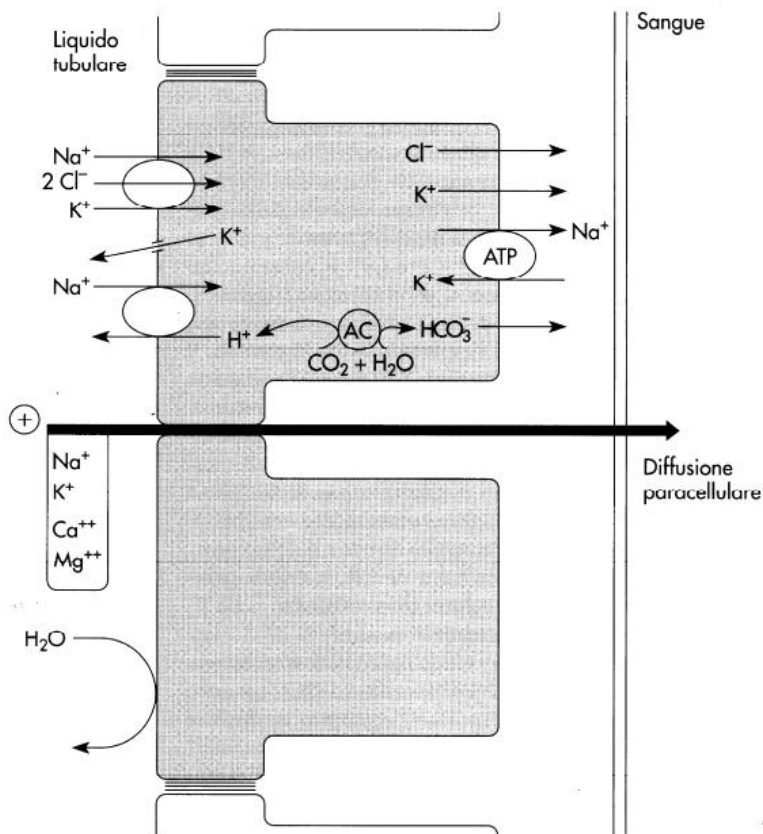 Liquido
tubulare
Sangue
Na⁺
2 Cl⁻
K⁺
K⁺
Na⁺
H⁺
Cl⁻
K⁺
Na⁺
ATP
K⁺
AC
HCO₃⁻
CO₂ + H₂O
+
Na⁺
K⁺
Ca⁺⁺
Mg⁺⁺
Diffusione
paracellulare
H₂O